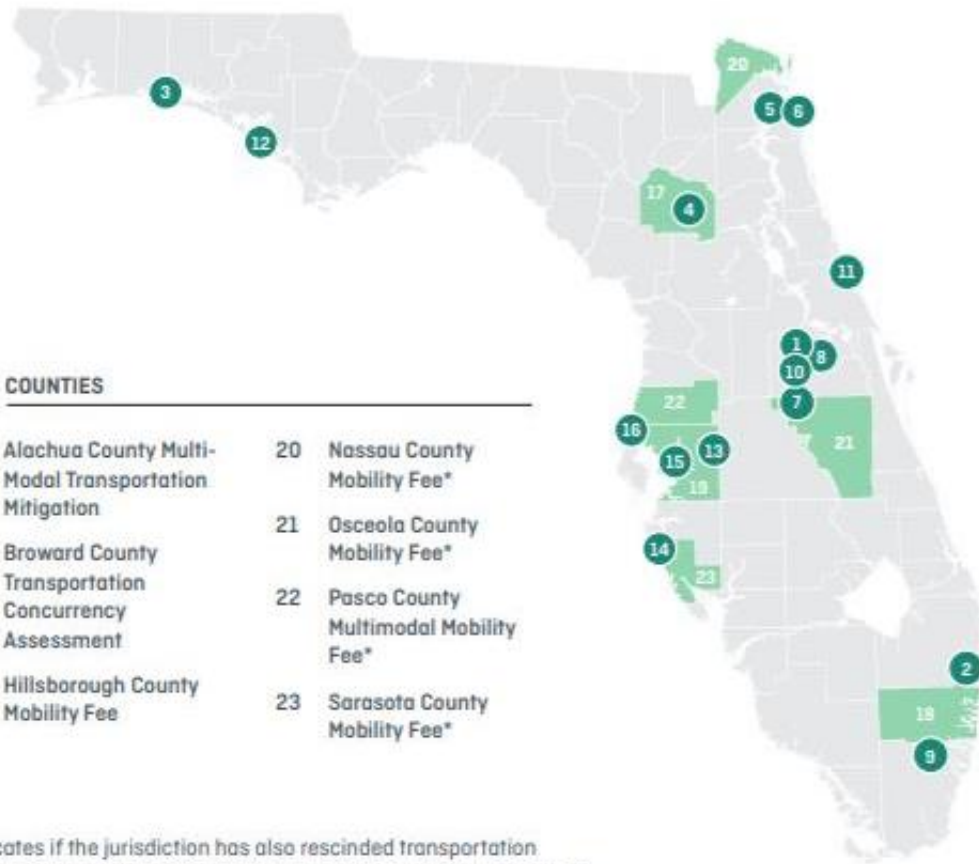 COUNTIES
Alachua County Multi-
Modal Transportation
Mitigation
Broward County
Transportation
Concurrency
Assessment
Hillsborough County
Mobility Fee
20 Nassau County
Mobility Fee*
21 Osceola County
Mobility Fee*
22 Pasco County
Multimodal Mobility
Fee*
23 Sarasota County
Mobility Fee*
cates if the jurisdiction has also rescinded transportation
20
3
5
6
12
17
4
11
1
8
10
7
22
16
21
13
15
19
14
23
2
18
9